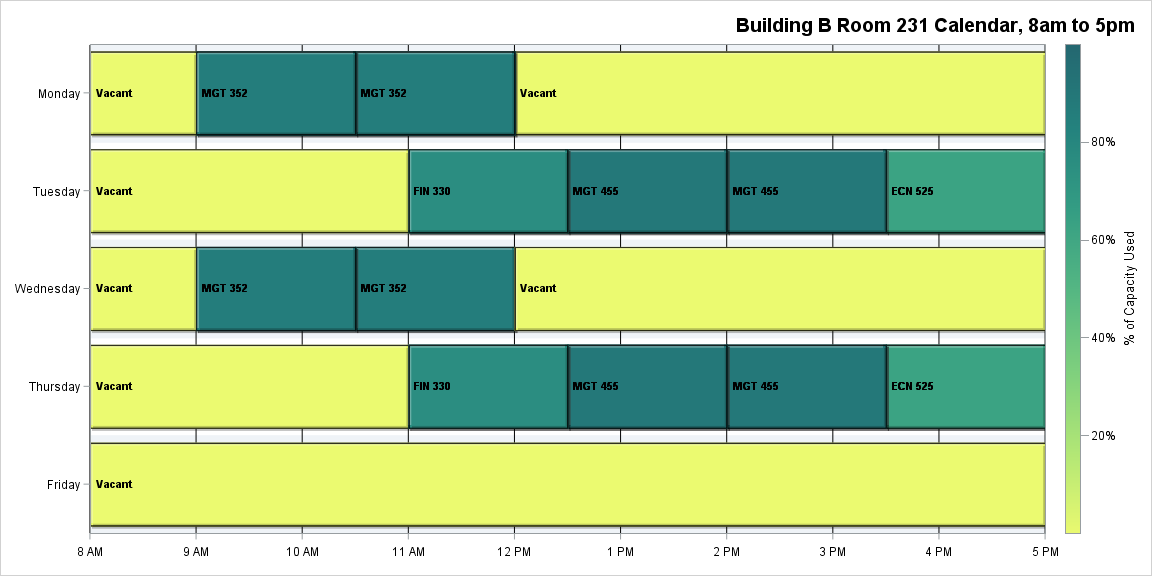 Building B Room 231 Calendar, 8am to 5pm
Monday
Vacant
MGT 352
MGT 352
Vacant
Tuesday
Vacant
FIN 330
MGT 455
MGT 455
ECN 525
Wednesday
Vacant
MGT 352
MGT 352
Vacant
Thursday
Vacant
FIN 330
MGT 455
MGT 455
ECN 525
Friday
Vacant
8 AM
9 AM
10 AM
11 AM
12 PM
1 PM
2 PM
3 PM
4 PM
5 PM
80%
60%
40%
20%
% of Capacity Used